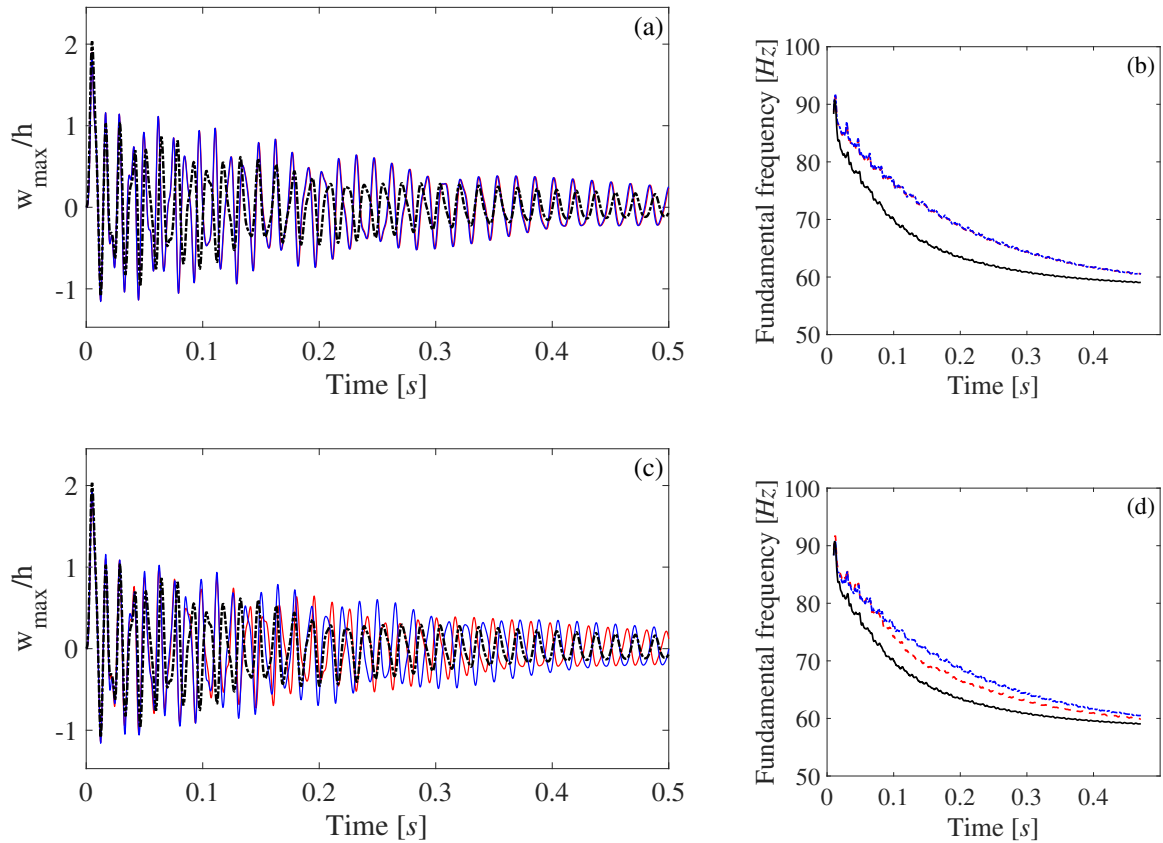 (a)
2
1
0
-1
w_max/h
0 0.1 0.2 0.3 0.4 0.5
Time [s]
(b)
100
90
80
70
60
50
Fundamental frequency [Hz]
0 0.1 0.2 0.3 0.4
Time [s]
(c)
2
1
0
-1
w_max/h
0 0.1 0.2 0.3 0.4 0.5
Time [s]
(d)
100
90
80
70
60
50
Fundamental frequency [Hz]
0 0.1 0.2 0.3 0.4
Time [s]